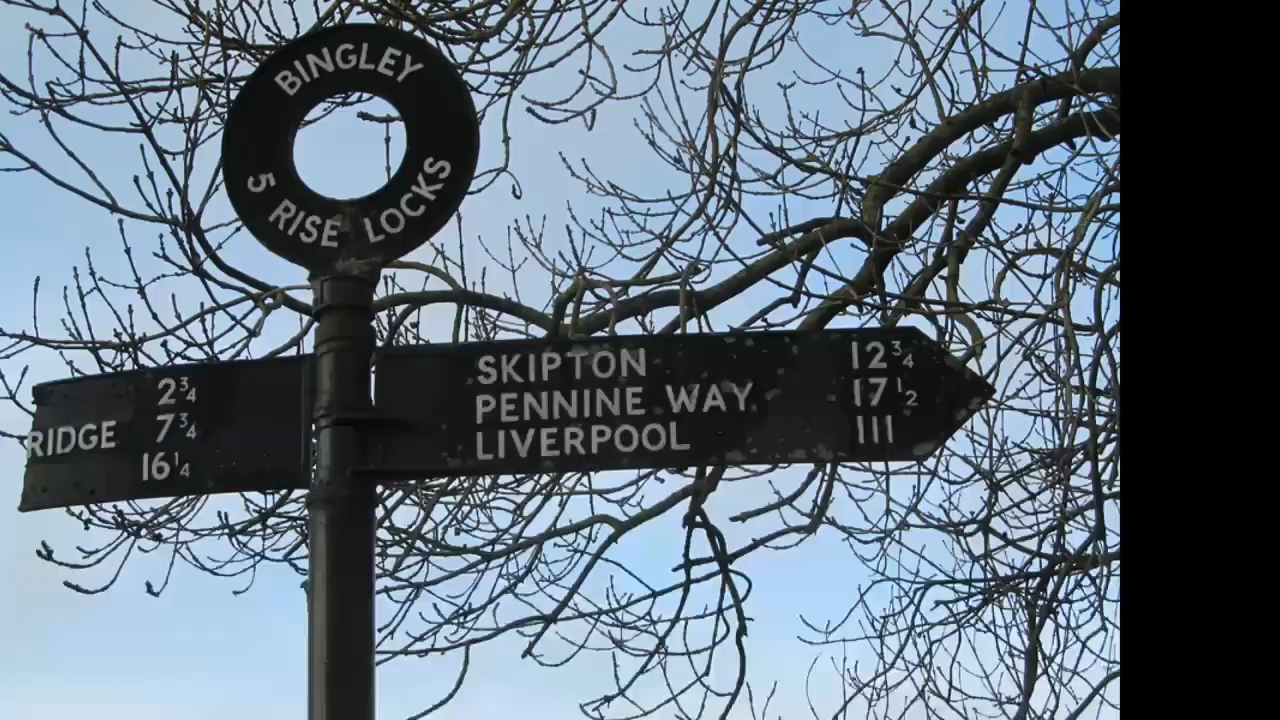 BINGLEY
5 RISE LOCKS
2¾
RIDGE 7¾
16¼
SKIPTON 12¾
PENNINE WAY 17½
LIVERPOOL 111